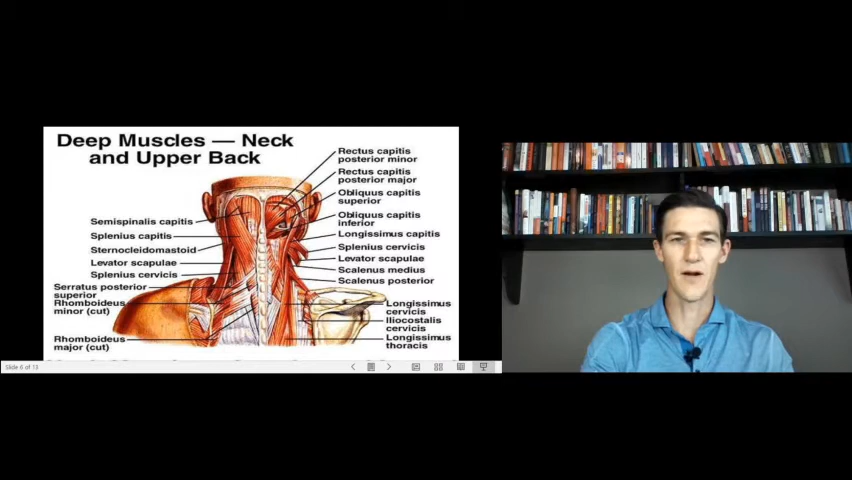 Deep Muscles — Neck
and Upper Back
Rectus capitis
posterior minor
Rectus capitis
posterior major
Obliquus capitis
superior
Obliquus capitis
inferior
Longissimus capitis
Splenius cervicis
Levator scapulae
Scalenus medius
Scalenus posterior
Longissimus
cervicis
Iliocostalis
cervicis
Longissimus
thoracis
Semispinalis capitis
Splenius capitis
Sternocleidomastoid
Levator scapulae
Splenius cervicis
Serratus posterior
superior
Rhomboideus
minor (cut)
Rhomboideus
major (cut)
Slide 6 of 13